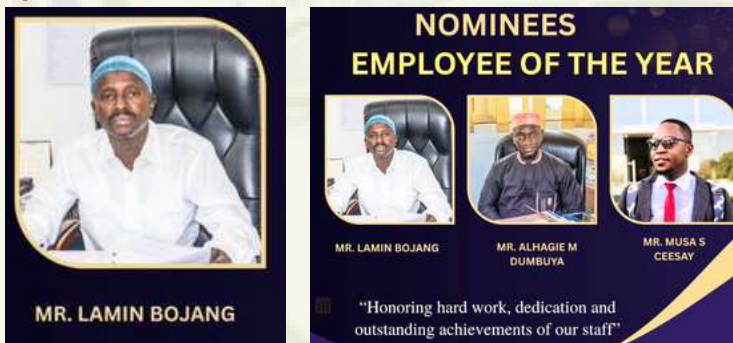 MR. LAMIN BOJANG
NOMINEES
EMPLOYEE OF THE YEAR
MR. LAMIN BOJANG
MR. ALHAGIE M
DUMBUYA
MR. MUSA S
CEESAY
“Honoring hard work, dedication and
outstanding achievements of our staff”